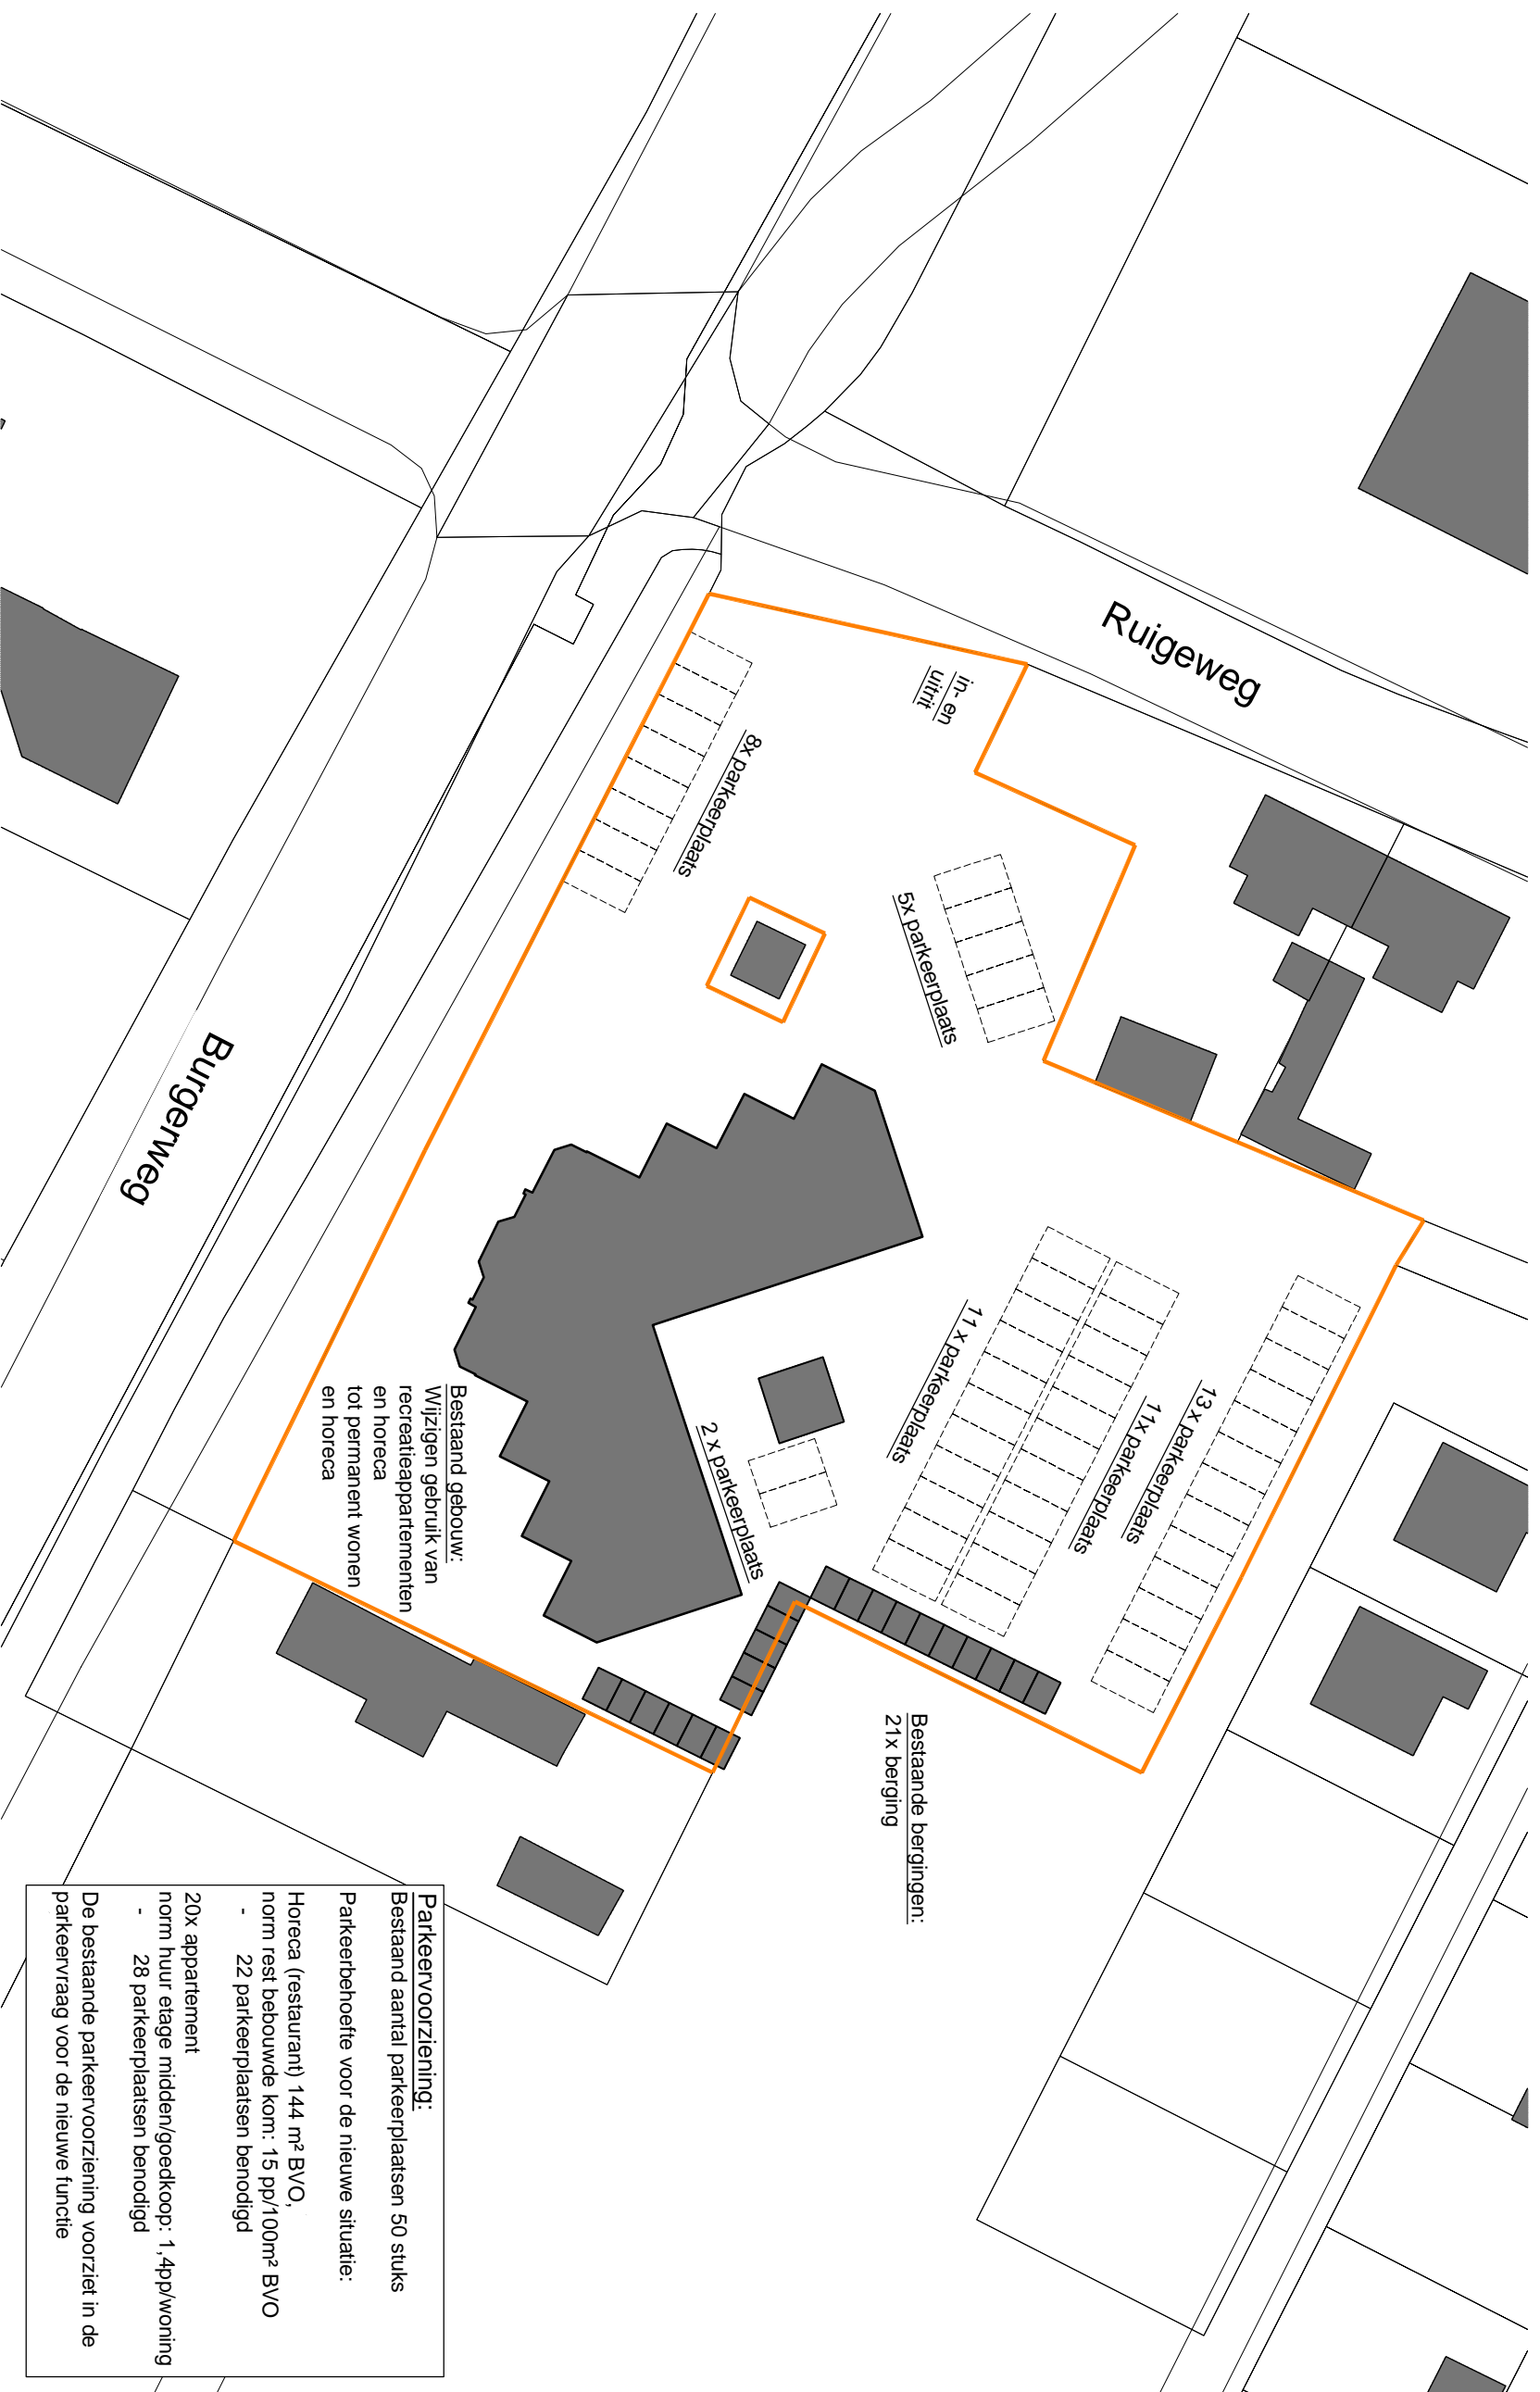 Ruigeweg
in- en
uitrit
8x parkeerplaats
5x parkeerplaats
Burgerweg
11 x parkeerplaats
11x parkeerplaats
13 x parkeerplaats
2 x parkeerplaats
Bestaand gebouw:
Wijzigen gebruik van
recreatieappartementen
en horeca
tot permanent wonen
en horeca
Bestaande bergingen:
21x berging
Parkeervoorziening:
Bestaand aantal parkeerplaatsen 50 stuks
Parkeerbehoefte voor de nieuwe situatie:
Horeca (restaurant) 144 m² BVO,
norm rest bebouwde kom: 15 pp/100m² BVO
- 22 parkeerplaatsen benodigd
20x appartement
norm huur etage midden/goedkoop: 1,4pp/woning
- 28 parkeerplaatsen benodigd
De bestaande parkeervoorziening voorziet in de
parkeervraag voor de nieuwe functie